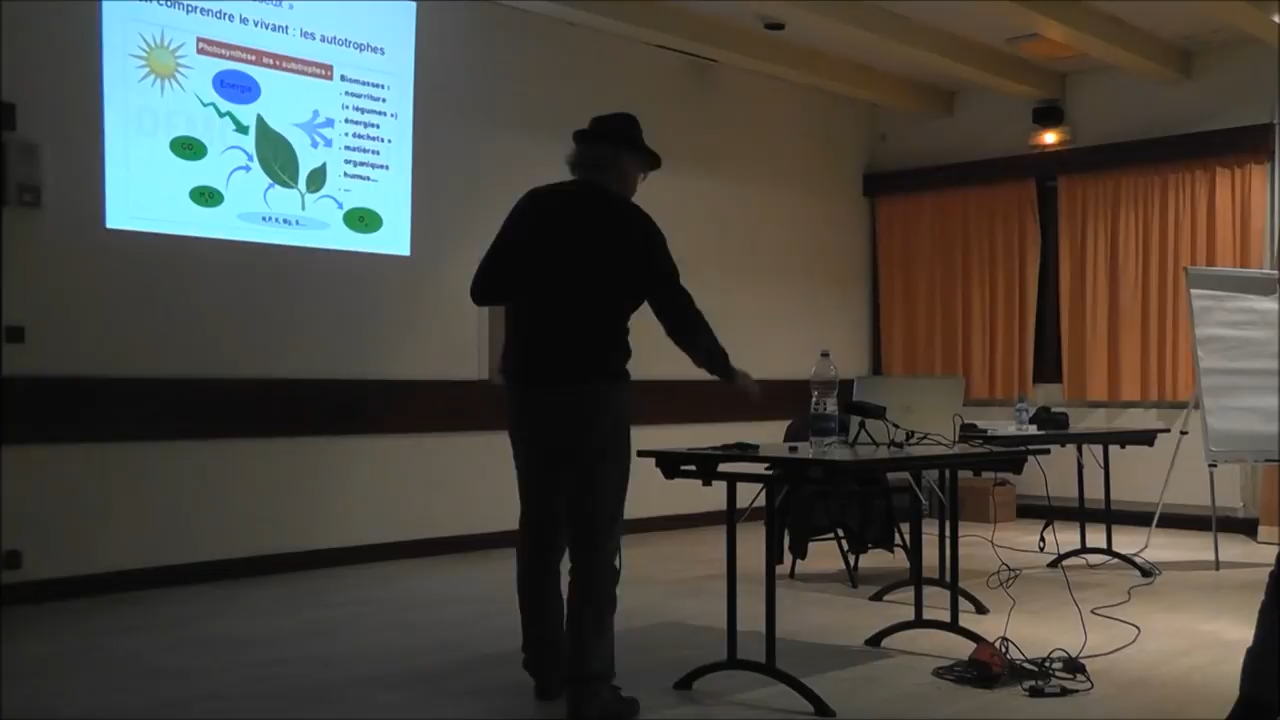 comprendre le vivant : les autotrophes
Photosynthèse : les « autotrophes »
Energie
Biomasses :
. nourriture
(« légumes »)
. énergies
. « déchets »
. matières
organiques
. humus...
. ...
CO₂
H₂O
N, P, K, Mg, S...
O₂